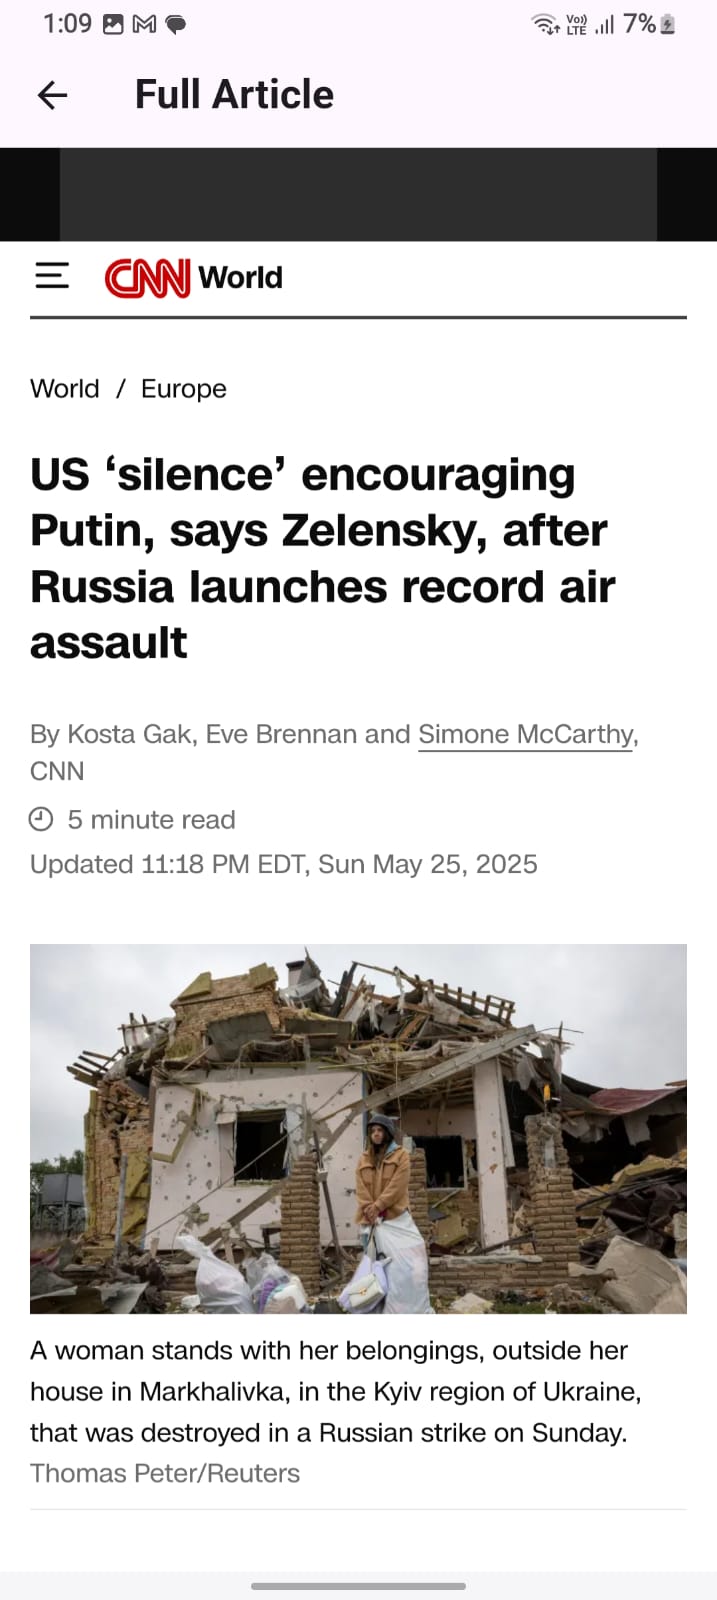 1:09
Vo))
LTE
7%
Full Article
CNN World
World / Europe
US ‘silence’ encouraging
Putin, says Zelensky, after
Russia launches record air
assault
By Kosta Gak, Eve Brennan and Simone McCarthy,
CNN
5 minute read
Updated 11:18 PM EDT, Sun May 25, 2025
A woman stands with her belongings, outside her
house in Markhalivka, in the Kyiv region of Ukraine,
that was destroyed in a Russian strike on Sunday.
Thomas Peter/Reuters